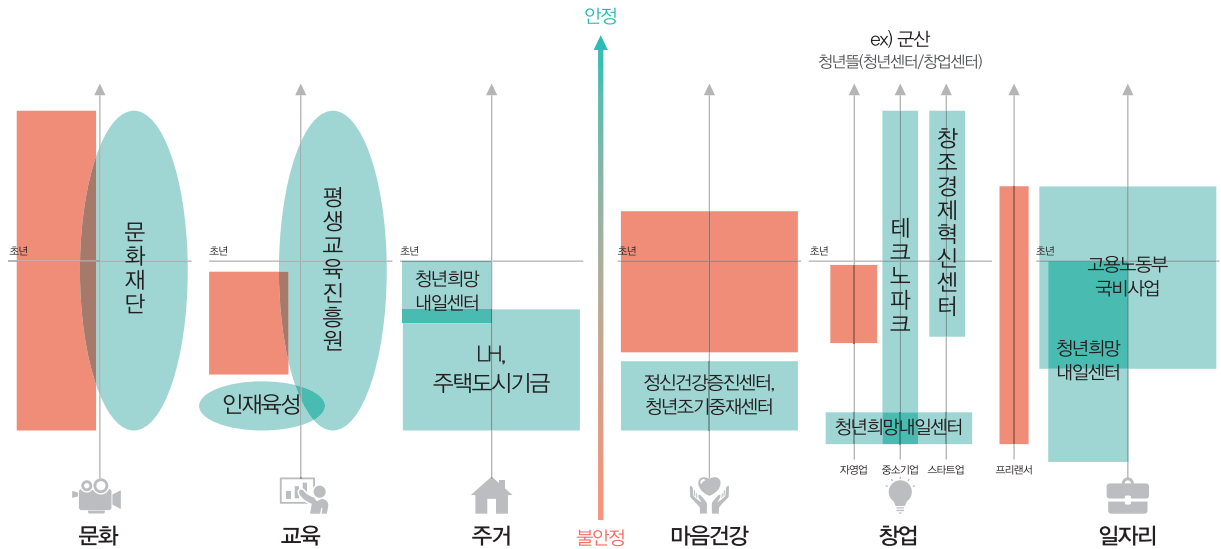 안정
ex) 군산
청년뜰(청년센터/창업센터)
초년
문화재단
초년
평생교육진흥원
인재육성
초년
청년희망
내일센터
LH,
주택도시기금
초년
정신건강증진센터,
청년조기중재센터
초년
테크노파크
창조경제혁신센터
청년희망내일센터
자영업
중소기업
스타트업
프리랜서
초년
고용노동부
국비사업
청년희망
내일센터
문화
교육
주거
불안정
마음건강
창업
일자리